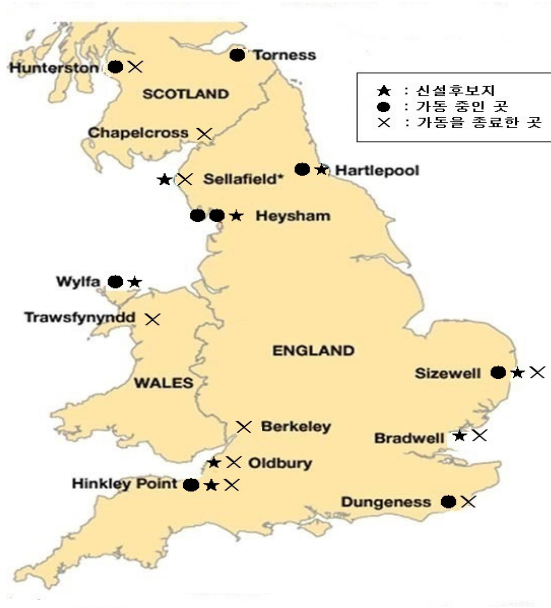 Torness
Hunterston
SCOTLAND
★ : 신설후보지
● : 가동 중인 곳
× : 가동을 종료한 곳
Chapelcross
Sellafield*
Hartlepool
Heysham
Wylfa
Trawsfynyndd
ENGLAND
Sizewell
WALES
Berkeley
Bradwell
Oldbury
Hinkley Point
Dungeness